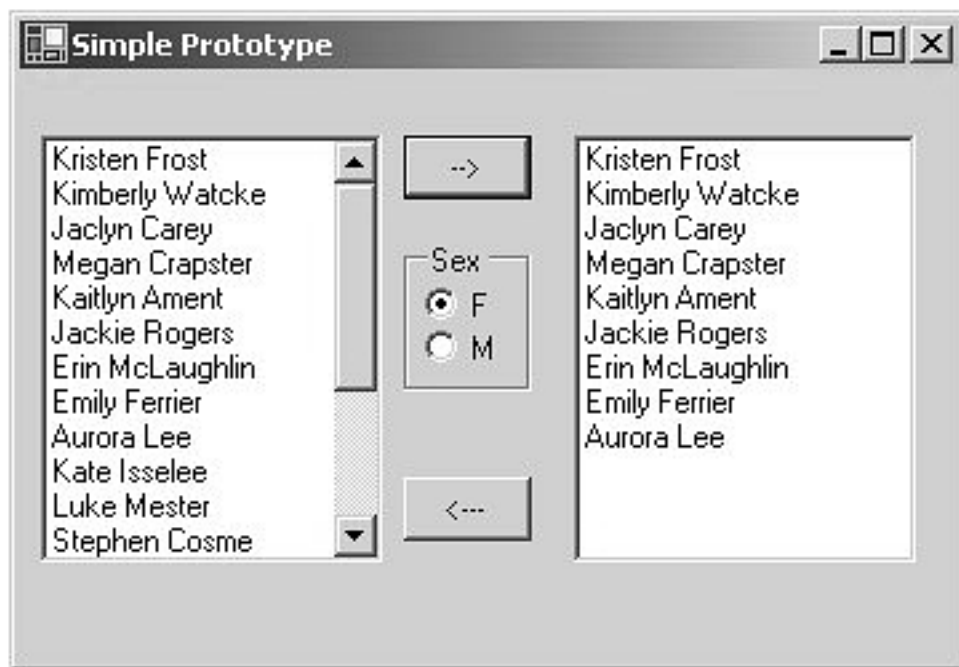 Simple Prototype
Kristen Frost
Kimberly Watcke
Jaclyn Carey
Megan Crapster
Kaitlyn Ament
Jackie Rogers
Erin McLaughlin
Emily Ferrier
Aurora Lee
Kate Isselee
Luke Mester
Stephen Cosme
-->
Sex
F
M
<---
Kristen Frost
Kimberly Watcke
Jaclyn Carey
Megan Crapster
Kaitlyn Ament
Jackie Rogers
Erin McLaughlin
Emily Ferrier
Aurora Lee